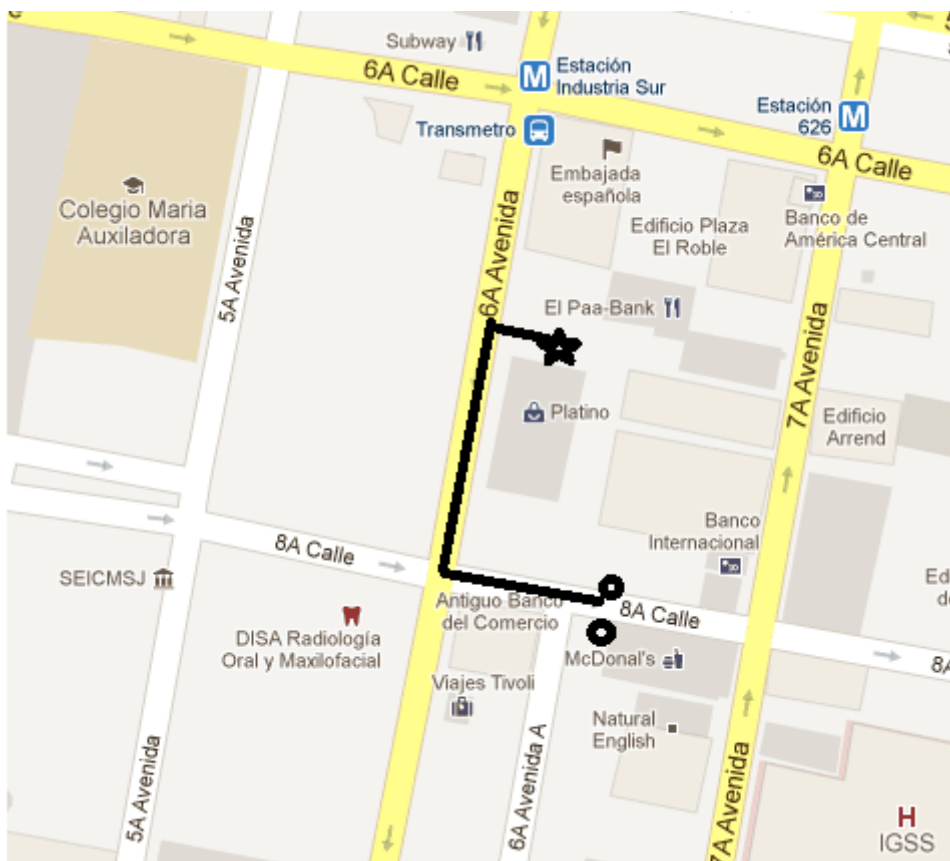 Subway
6A Calle
M
Estación
Industria Sur
Estación
626
M
Transmetro
6A Calle
Embajada
española
Colegio Maria
Auxiladora
Edificio Plaza
El Roble
Banco de
América Central
5A Avenida
6A Avenida
El Paa-Bank
7A Avenida
Platino
Edificio
Arrend
Banco
Internacional
8A Calle
SEICMSJ
Antiguo Banco
del Comercio
8A Calle
DISA Radiología
Oral y Maxilofacial
McDonal's
8A
Viajes Tivoli
Natural
English
5A Avenida
6A Avenida A
7A Avenida
H
IGSS